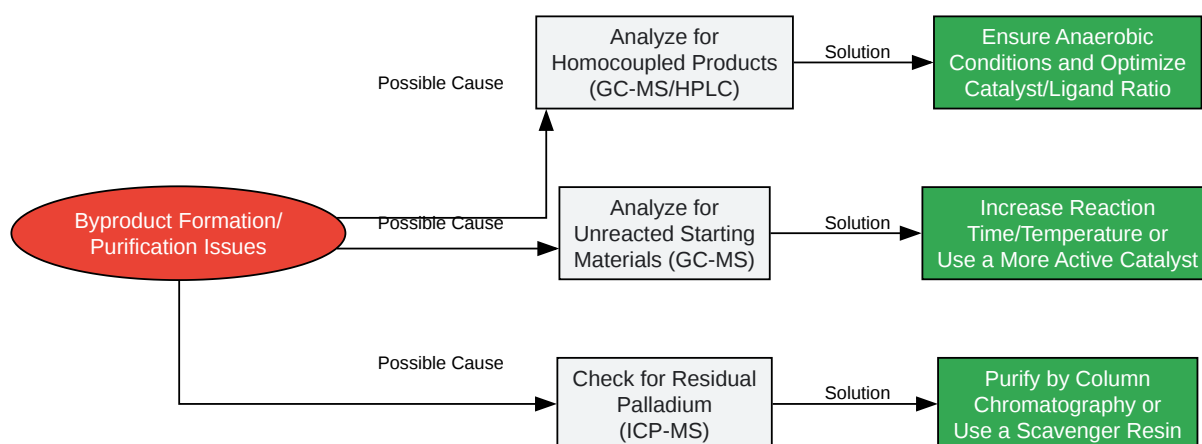 Analyze for
Homocoupled Products
(GC-MS/HPLC)
Solution
Ensure Anaerobic
Conditions and Optimize
Catalyst/Ligand Ratio
Possible Cause
Byproduct Formation/
Purification Issues
Possible Cause
Analyze for
Unreacted Starting
Materials (GC-MS)
Solution
Increase Reaction
Time/Temperature or
Use a More Active Catalyst
Possible Cause
Check for Residual
Palladium
(ICP-MS)
Solution
Purify by Column
Chromatography or
Use a Scavenger Resin